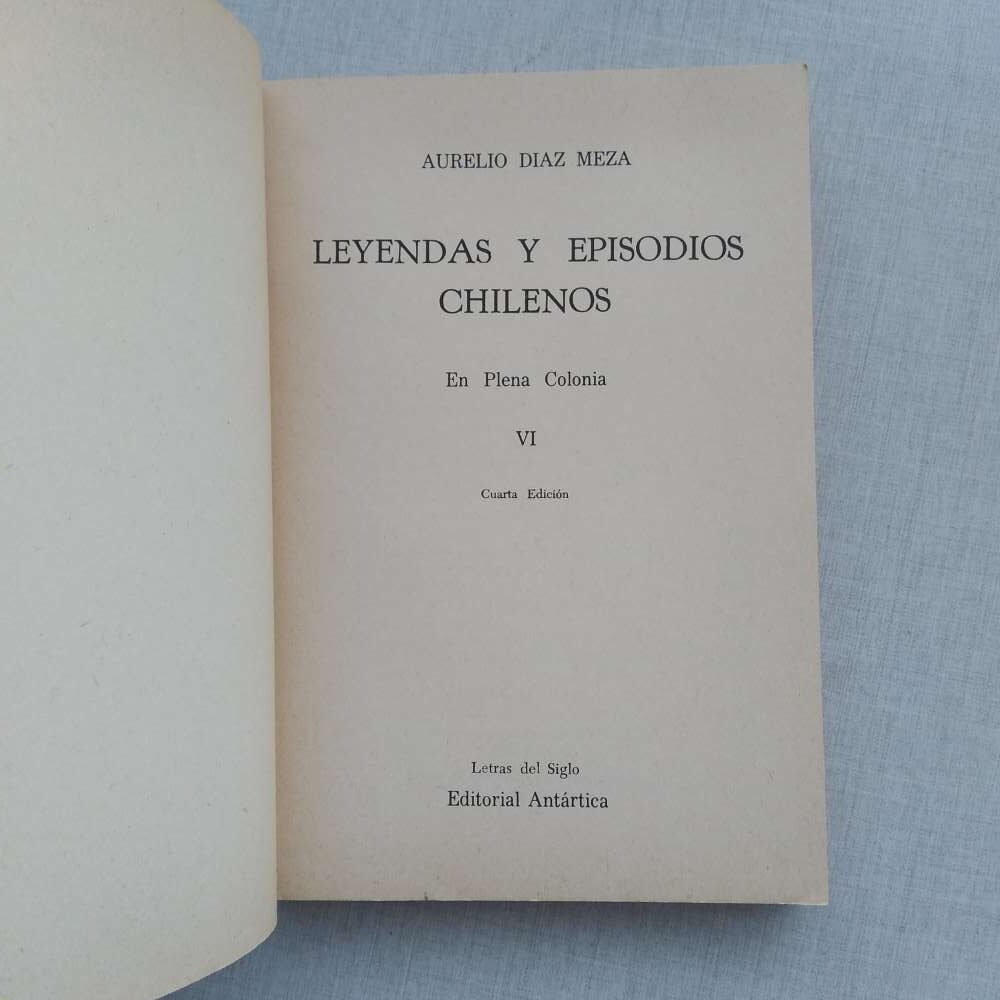 AURELIO DIAZ MEZA
LEYENDAS Y EPISODIOS
CHILENOS
En Plena Colonia
VI
Cuarta Edición
Letras del Siglo
Editorial Antártica